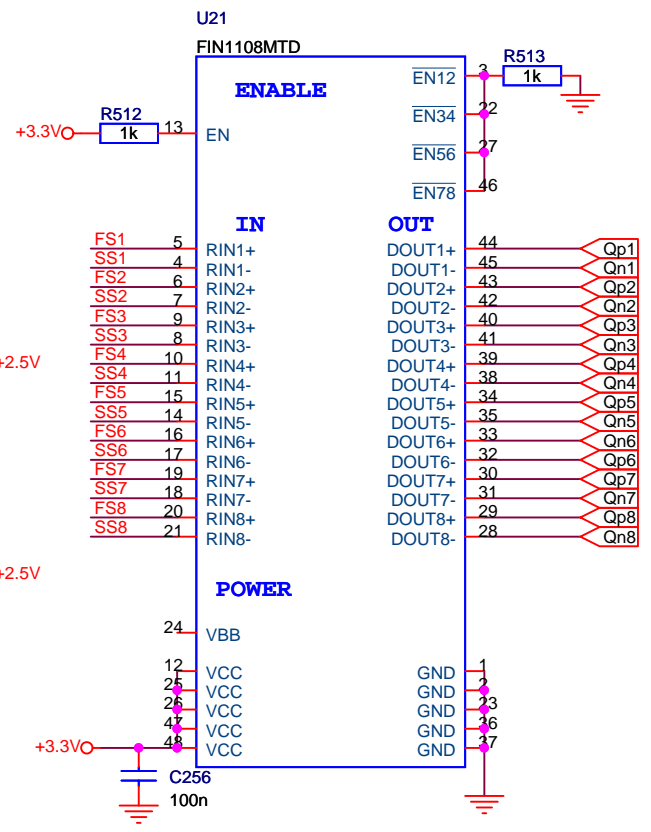 U21
FIN1108MTD
ENABLE
EN12 3 R513 1k
EN34 22
R512
+3.3V 1k 13 EN
EN56 27
EN78 46
IN OUT
FS1 5 RIN1+ DOUT1+ 44 Qp1
SS1 4 RIN1- DOUT1- 45 Qn1
FS2 6 RIN2+ DOUT2+ 43 Qp2
SS2 7 RIN2- DOUT2- 42 Qn2
FS3 9 RIN3+ DOUT3+ 40 Qp3
SS3 8 RIN3- DOUT3- 41 Qn3
+2.5V
FS4 10 RIN4+ DOUT4+ 39 Qp4
SS4 11 RIN4- DOUT4- 38 Qn4
FS5 15 RIN5+ DOUT5+ 34 Qp5
SS5 14 RIN5- DOUT5- 35 Qn5
FS6 16 RIN6+ DOUT6+ 33 Qn6
SS6 17 RIN6- DOUT6- 32 Qp6
FS7 19 RIN7+ DOUT7+ 30 Qp7
SS7 18 RIN7- DOUT7- 31 Qn7
FS8 20 RIN8+ DOUT8+ 29 Qp8
SS8 21 RIN8- DOUT8- 28 Qn8
+2.5V
POWER
24 VBB
12 VCC GND 1
25 VCC GND 2
26 VCC GND 23
47 VCC GND 36
+3.3V 48 VCC GND 37
C256
100n